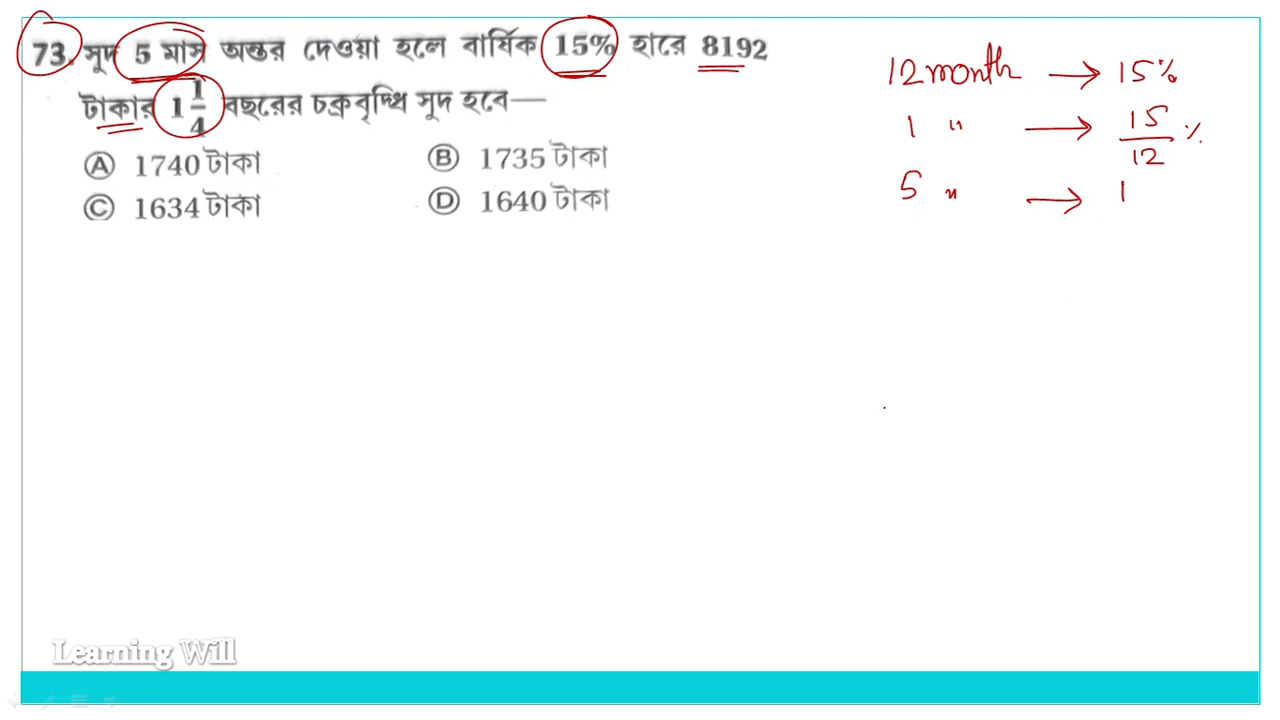 73. সুদ 5 মাস অন্তর দেওয়া হলে বার্ষিক 15% হারে 8192
টাকার 1 1/4 বছরের চক্রবৃদ্ধি সুদ হবে—
Ⓐ 1740 টাকা Ⓑ 1735 টাকা
Ⓒ 1634 টাকা Ⓓ 1640 টাকা
12 month → 15%
1 " → 15/12 %
5 " → 1
Learning Will